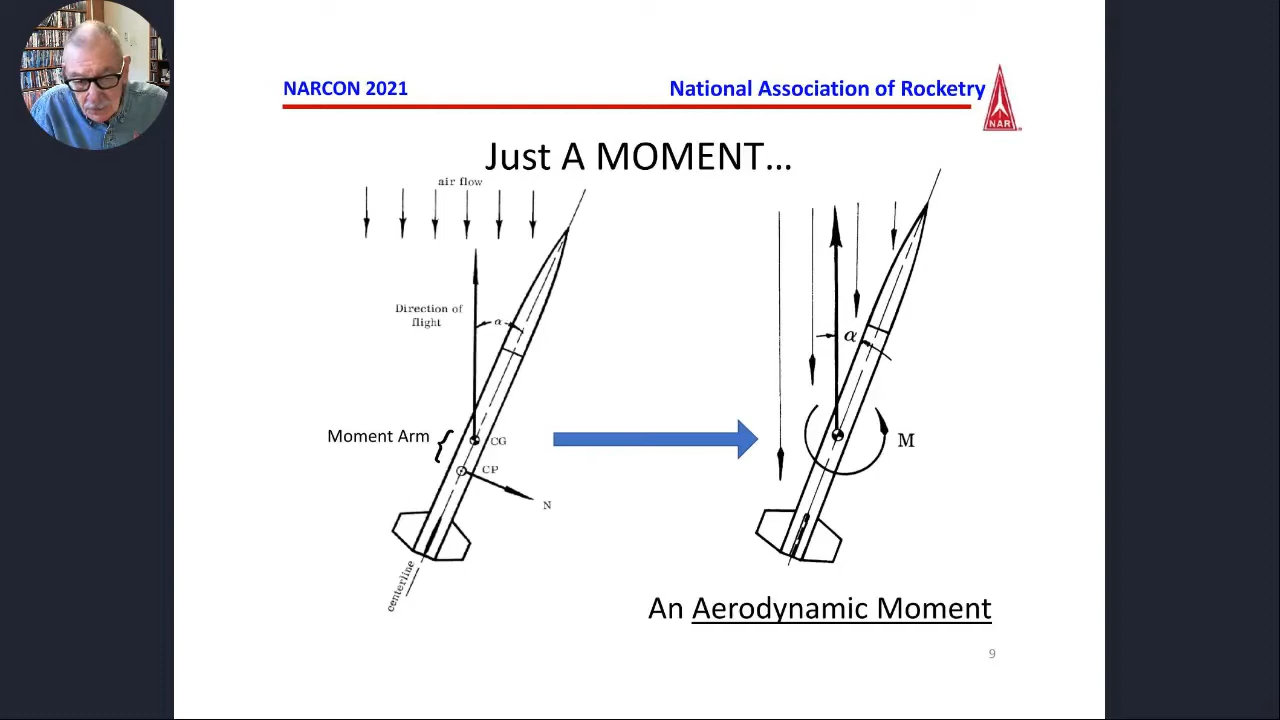 NARCON 2021
National Association of Rocketry
NAR
Just A MOMENT...
air flow
Direction of
flight
α
Moment Arm
{
CG
CP
N
centerline
α
M
An Aerodynamic Moment
9